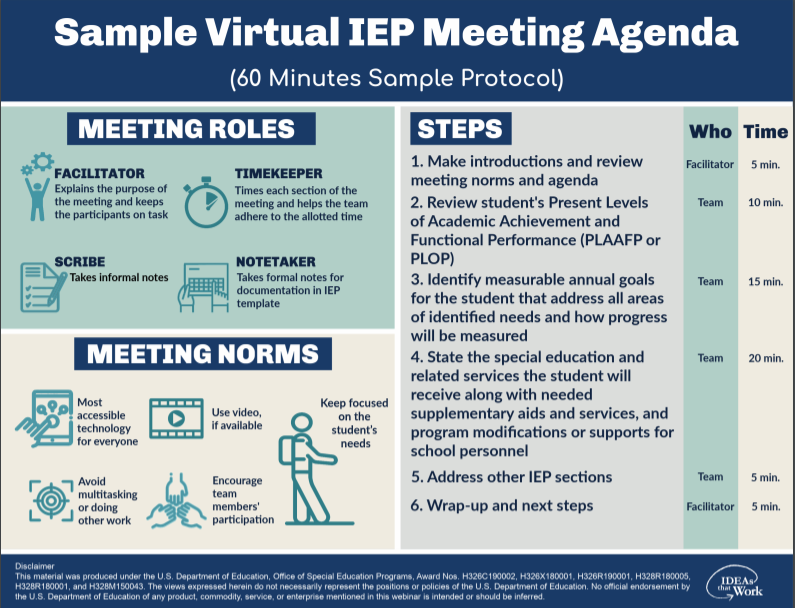 Sample Virtual IEP Meeting Agenda
(60 Minutes Sample Protocol)
MEETING ROLES
FACILITATOR
Explains the purpose of
the meeting and keeps
the participants on task
TIMEKEEPER
Times each section of the
meeting and helps the team
adhere to the allotted time
SCRIBE
Takes informal notes
NOTETAKER
Takes formal notes for
documentation in IEP
template
MEETING NORMS
Most
accessible
technology
for everyone
Use video,
if available
Keep focused
on the
student's
needs
Avoid
multitasking
or doing
other work
Encourage
team
members'
participation
STEPS
Who
Time
1. Make introductions and review
meeting norms and agenda
Facilitator
5 min.
2. Review student's Present Levels
of Academic Achievement and
Functional Performance (PLAAFP or
PLOP)
Team
10 min.
3. Identify measurable annual goals
for the student that address all areas
of identified needs and how progress
will be measured
Team
15 min.
4. State the special education and
related services the student will
receive along with needed
supplementary aids and services, and
program modifications or supports for
school personnel
Team
20 min.
5. Address other IEP sections
Team
5 min.
6. Wrap-up and next steps
Facilitator
5 min.
Disclaimer
This material was produced under the U.S. Department of Education, Office of Special Education Programs, Award Nos. H326C190002, H326X180001, H326R190001, H328R180005,
H328R180001, and H328M150043. The views expressed herein do not necessarily represent the positions or policies of the U.S. Department of Education. No official endorsement by
the U.S. Department of Education of any product, commodity, service, or enterprise mentioned in this webinar is intended or should be inferred.
IDEAs
that Work